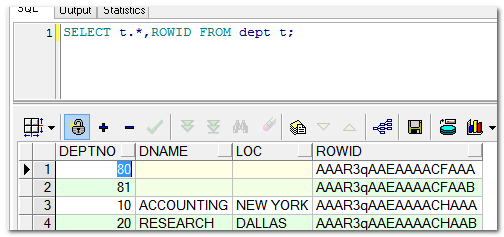 SQL Output Statistics
1 SELECT t.*,ROWID FROM dept t;
DEPTNO DNAME LOC ROWID
1 80 AAAR3qAAEAAAACFAAA
2 81 AAAR3qAAEAAAACFAAB
3 10 ACCOUNTING NEW YORK AAAR3qAAEAAAACHAAA
4 20 RESEARCH DALLAS AAAR3qAAEAAAACHAAB